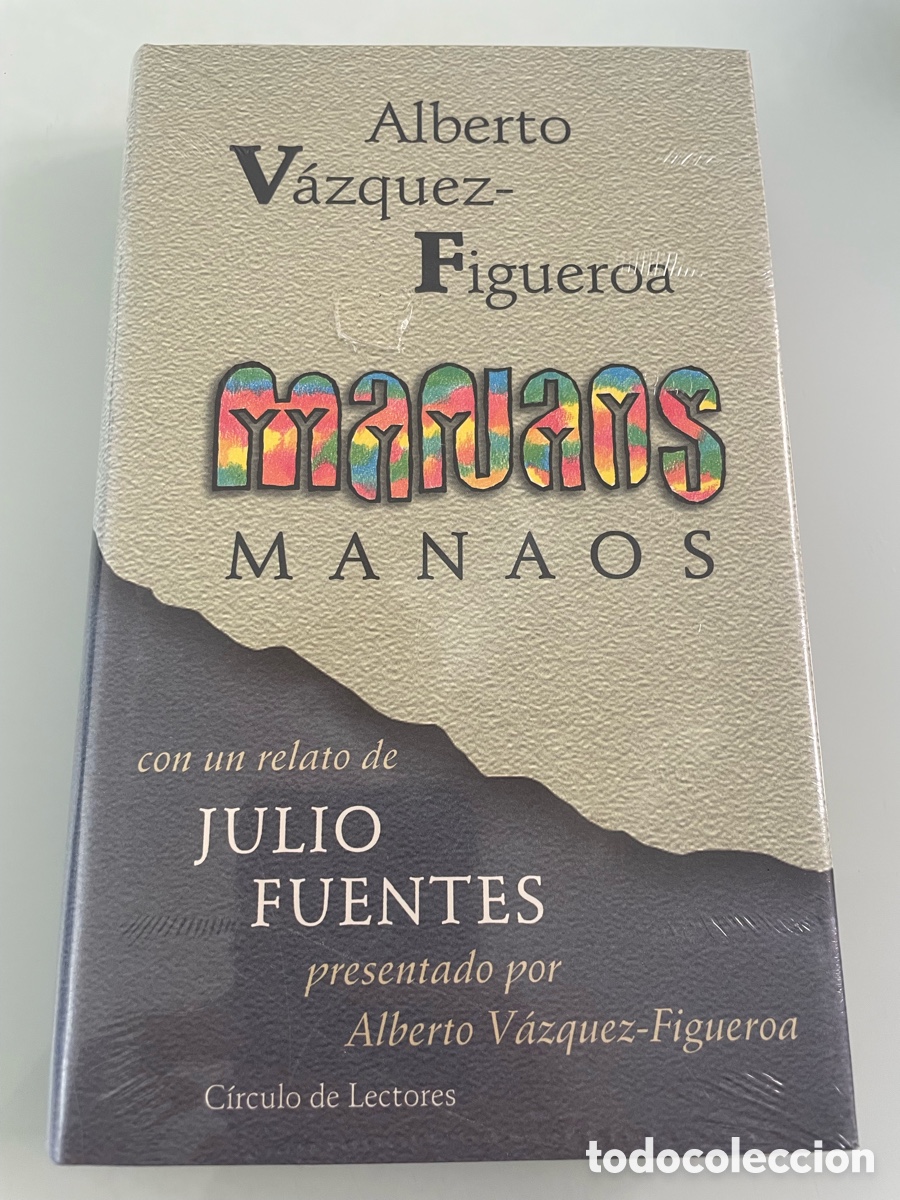 Alberto
Vázquez-
Figueroa
MANAOS
MANAOS
con un relato de
JULIO
FUENTES
presentado por
Alberto Vázquez-Figueroa
Círculo de Lectores
todocoleccion